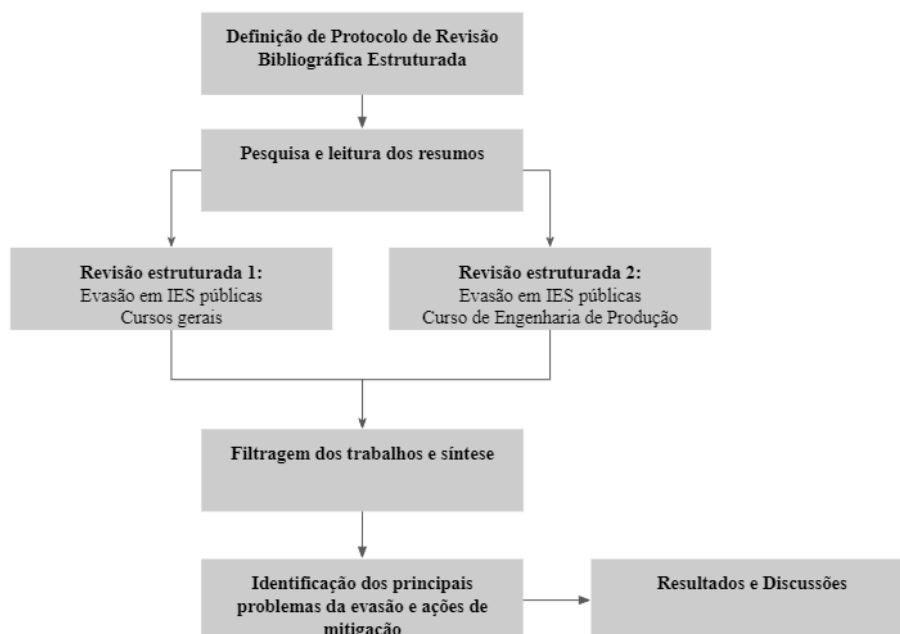 Definição de Protocolo de Revisão
Bibliográfica Estruturada
Pesquisa e leitura dos resumos
Revisão estruturada 1:
Evasão em IES públicas
Cursos gerais
Revisão estruturada 2:
Evasão em IES públicas
Curso de Engenharia de Produção
Filtragem dos trabalhos e síntese
Identificação dos principais
problemas da evasão e ações de
mitigação
Resultados e Discussões